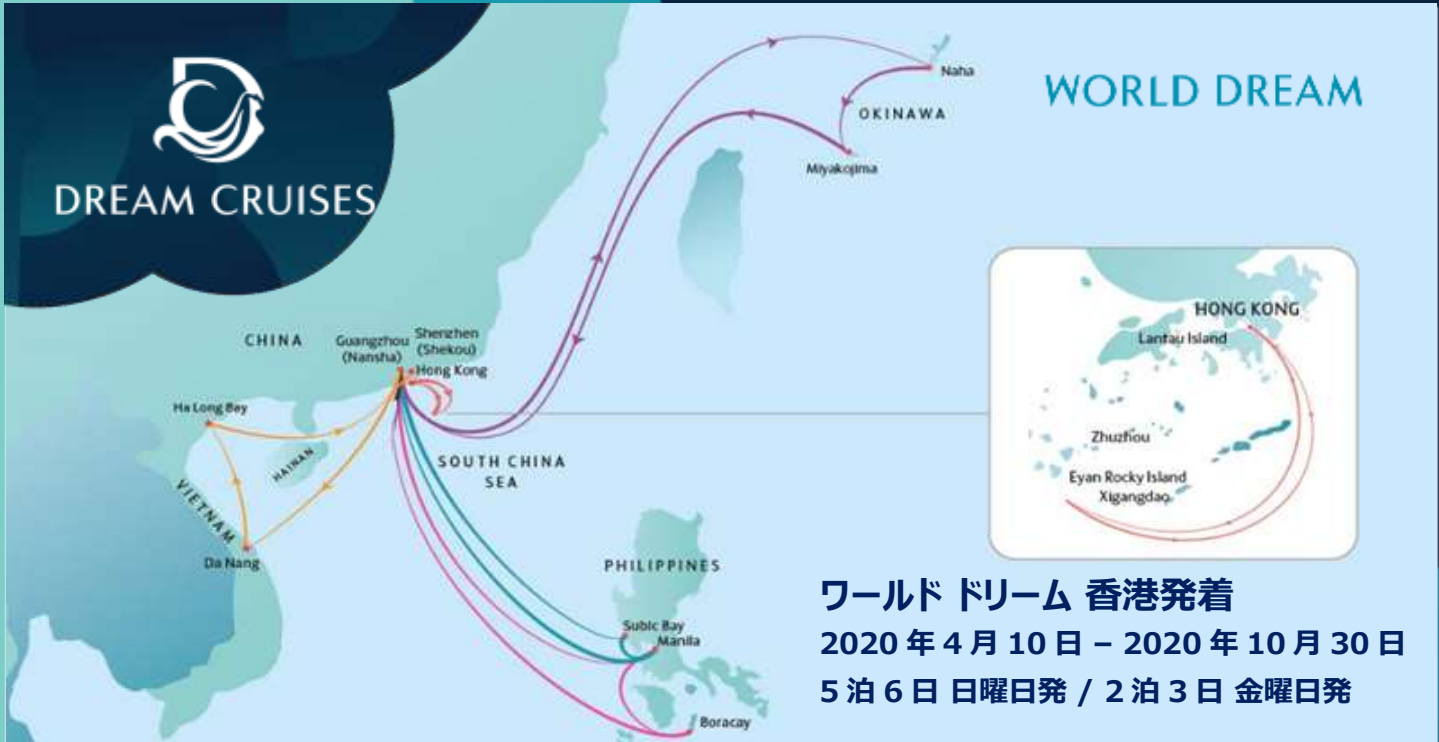 DREAM CRUISES
WORLD DREAM
Naha
OKINAWA
Miyakojima
CHINA
Guangzhou
(Nansha)
Shenzhen
(Shekou)
Hong Kong
Ha Long Bay
HAINAN
SOUTH CHINA
SEA
VIETNAM
Da Nang
PHILIPPINES
Subic Bay
Manila
Boracay
HONG KONG
Lantau Island
Zhuzhou
Eyan Rocky Island
Xigangdao
ワールド ドリーム 香港発着
2020 年 4 月 10 日 – 2020 年 10 月 30 日
5 泊 6 日 日曜日発 / 2 泊 3 日 金曜日発